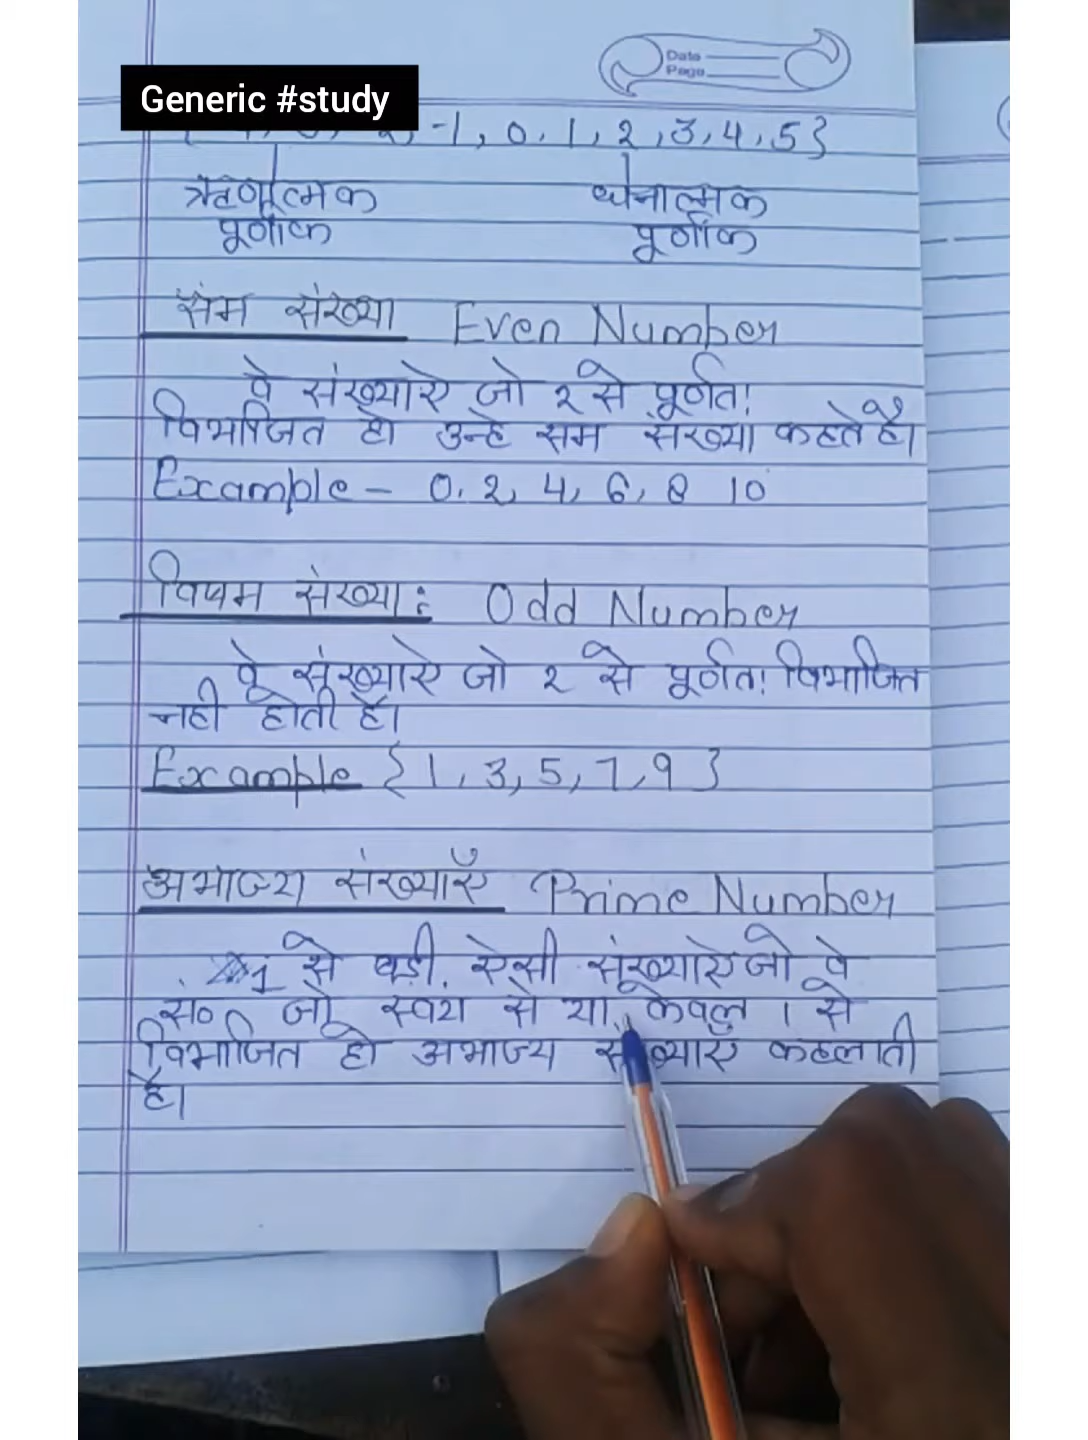 Date
Page
Generic #study
-1, 0, 1, 2, 3, 4, 5}
ऋणात्मक धनात्मक
पूर्णांक पूर्णांक
सम संख्या Even Number
वे संख्याऐ जो 2 से पूर्णत!
विभाजित हो उन्हे सम संख्या कहते है।
Example - 0, 2, 4, 6, 8 10
विषम संख्या: Odd Number
वे संख्याऐ जो 2 से पूर्णत! विभाजित
नही होती है।
Example {1, 3, 5, 7, 9}
अभाज्य संख्याएँ Prime Number
1 से बड़ी ऐसी संख्याऐ जो वे
सं० जो स्वयं से या केवल 1 से
विभाजित हो अभाज्य संख्याएँ कहलाती
है।